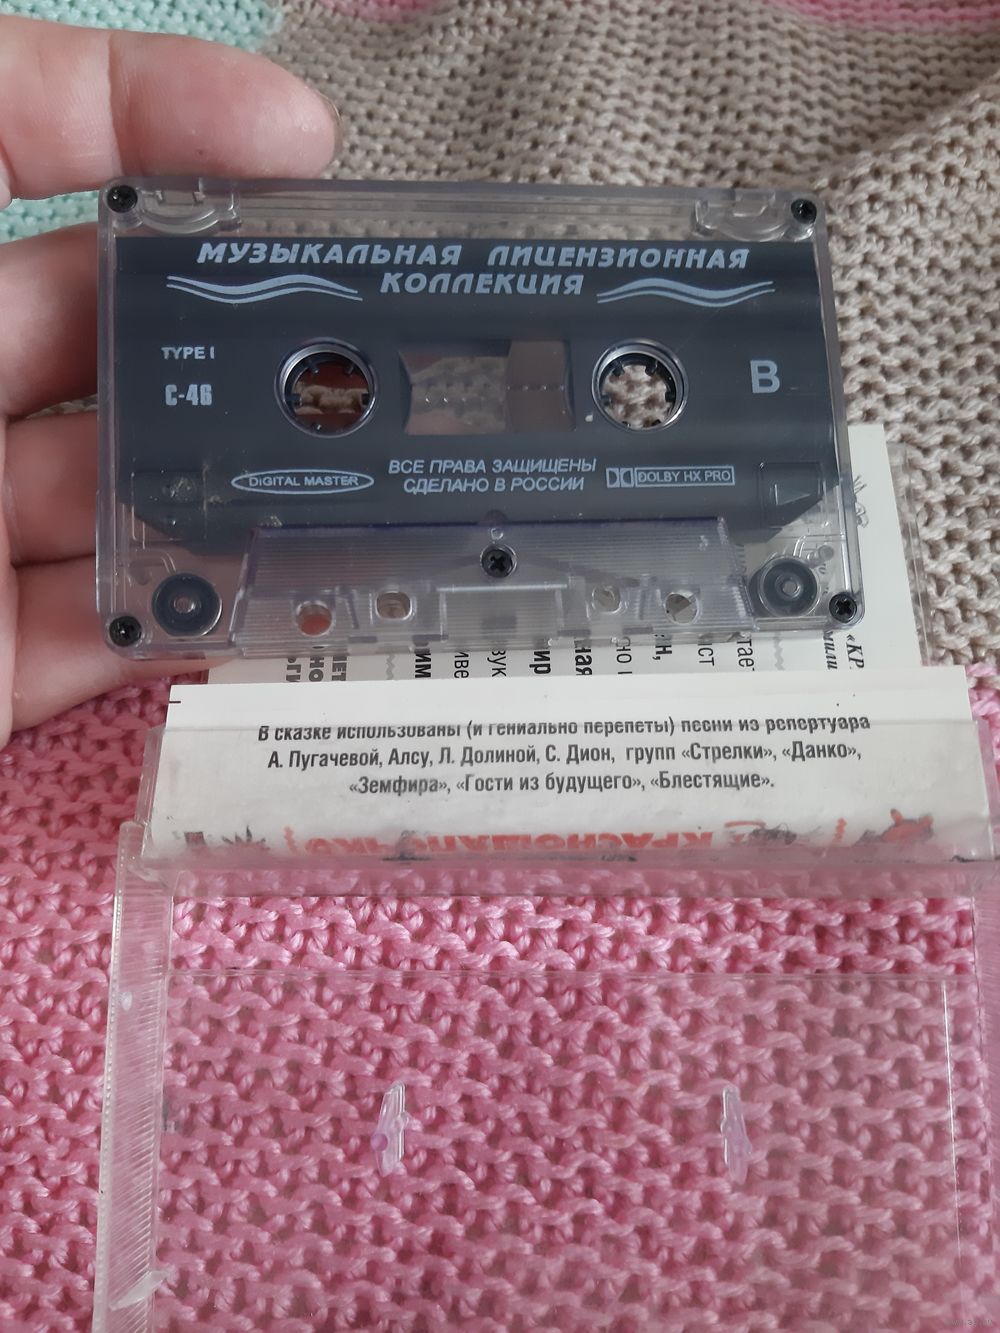 МУЗЫКАЛЬНАЯ ЛИЦЕНЗИОННАЯ
КОЛЛЕКЦИЯ
TYPE I
C-46
B
DIGITAL MASTER
ВСЕ ПРАВА ЗАЩИЩЕНЫ
СДЕЛАНО В РОССИИ
DOLBY HX PRO
В сказке использованы (и гениально перепеты) песни из репертуара
А. Пугачевой, Алсу, Л. Долиной, С. Дион, групп «Стрелки», «Данко»,
«Земфира», «Гости из будущего», «Блестящие».